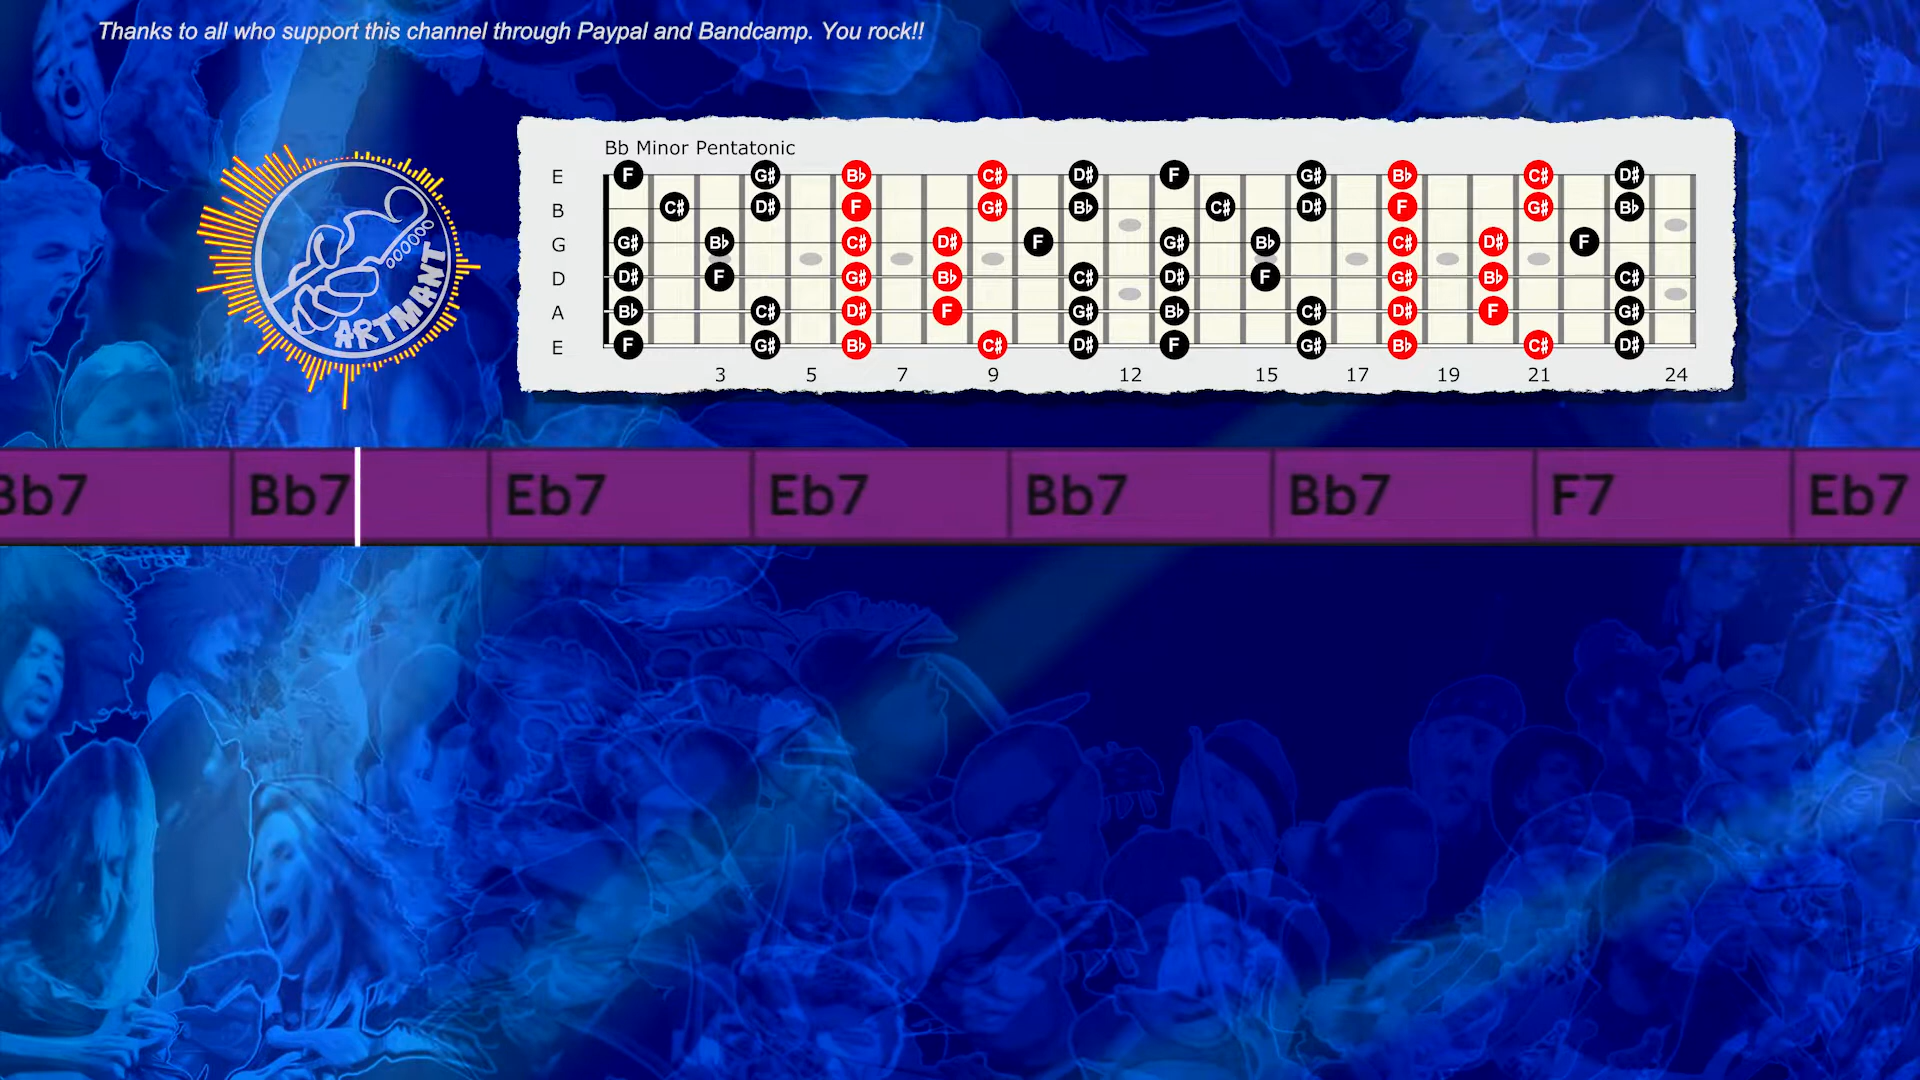 Thanks to all who support this channel through Paypal and Bandcamp. You rock!!
ARTMANT
Bb Minor Pentatonic
E F G# B♭ C# D# F G# B♭ C# D#
B C# D# F G# B♭ C# D# F G# B♭
G G# B♭ C# D# F G# B♭ C# D# F
D D# F G# B♭ C# D# F G# B♭ C#
A B♭ C# D# F G# B♭ C# D# F G#
E F G# B♭ C# D# F G# B♭ C# D#
3 5 7 9 12 15 17 19 21 24
Bb7 Bb7 Eb7 Eb7 Bb7 Bb7 F7 Eb7